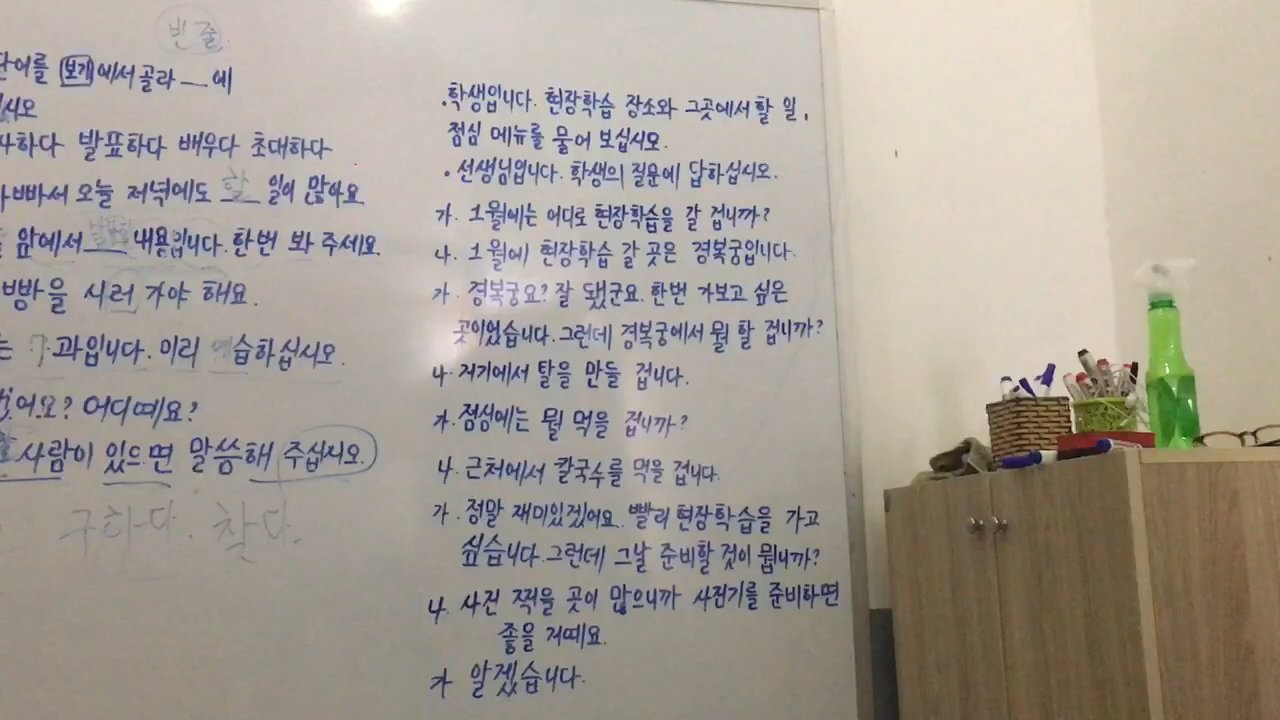 빈 줄
단어를 보기 에서 골라 __ 에
십시오
사하다 발표하다 배우다 초대하다
바빠서 오늘 저녁에도 할 일이 많아요
앞에서 발표할 내용입니다. 한번 봐 주세요.
빵을 사러 가야 해요.
는 7과입니다. 미리 연습하십시오.
있어요? 어디예요?
사람이 있으면 말씀해 주십시오.
구하다. 찰다.
· 학생입니다. 현장학습 장소와 그곳에서 할 일,
점심 메뉴를 물어 보십시오.
· 선생님입니다. 학생의 질문에 답하십시오.
가. 1월에는 어디로 현장학습을 갈 겁니까?
나. 1월에 현장학습 갈 곳은 경복궁입니다.
가. 경복궁요? 잘 됐군요. 한번 가보고 싶은
곳이었습니다. 그런데 경복궁에서 뭘 할 겁니까?
나. 거기에서 탈을 만들 겁니다.
가. 점심에는 뭘 먹을 겁니까?
나. 근처에서 칼국수를 먹을 겁니다.
가. 정말 재미있겠어요. 빨리 현장학습을 가고
싶습니다. 그런데 그날 준비할 것이 뭡니까?
나. 사진 찍을 곳이 많으니까 사진기를 준비하면
좋을 거예요.
가 알겠습니다.